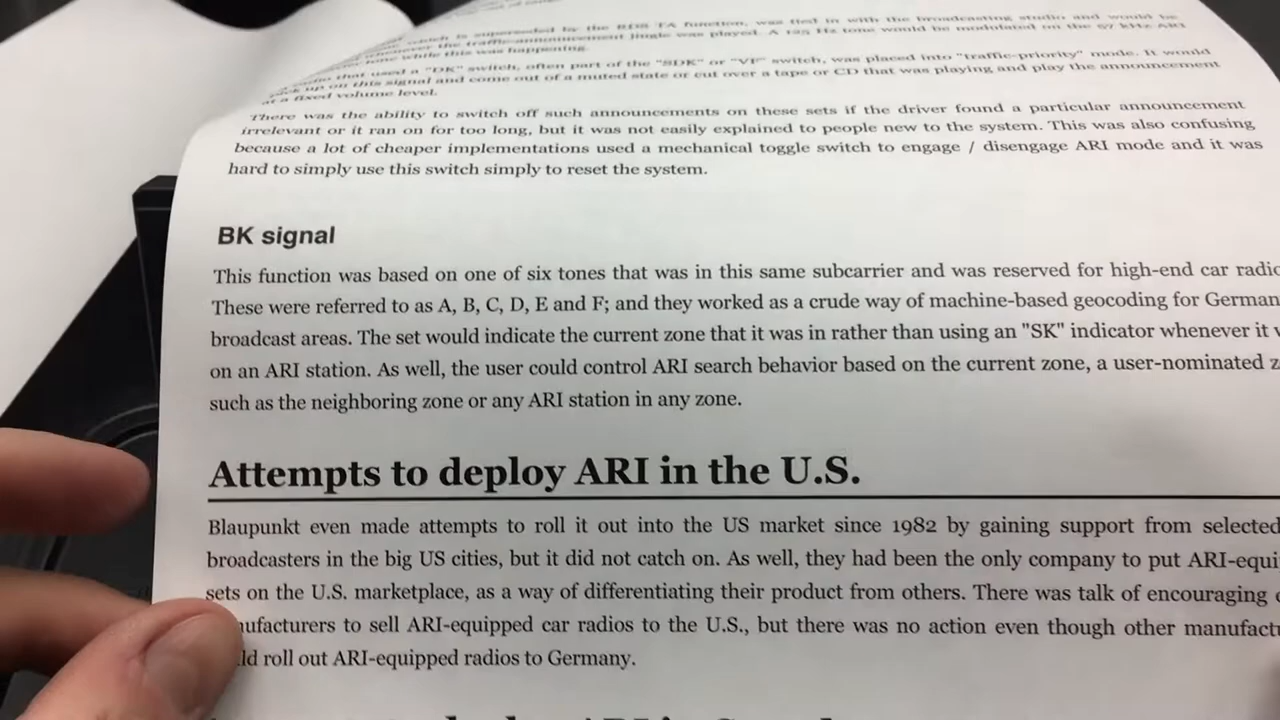 which is superseded by the RDS TA function, was tied in with the broadcasting studio and would be
whenever the traffic-announcement jingle was played. A 125 Hz tone would be modulated on the 57 kHz ARI
tone while this was happening.
that used a "DK" switch, often part of the "SDK" or "VF" switch, was placed into "traffic-priority" mode. It would
pick up on this signal and come out of a muted state or cut over a tape or CD that was playing and play the announcement
at a fixed volume level.
There was the ability to switch off such announcements on these sets if the driver found a particular announcement
irrelevant or it ran on for too long, but it was not easily explained to people new to the system. This was also confusing
because a lot of cheaper implementations used a mechanical toggle switch to engage / disengage ARI mode and it was
hard to simply use this switch simply to reset the system.
BK signal
This function was based on one of six tones that was in this same subcarrier and was reserved for high-end car radio
These were referred to as A, B, C, D, E and F; and they worked as a crude way of machine-based geocoding for German
broadcast areas. The set would indicate the current zone that it was in rather than using an "SK" indicator whenever it
on an ARI station. As well, the user could control ARI search behavior based on the current zone, a user-nominated z
such as the neighboring zone or any ARI station in any zone.
Attempts to deploy ARI in the U.S.
Blaupunkt even made attempts to roll it out into the US market since 1982 by gaining support from selected
broadcasters in the big US cities, but it did not catch on. As well, they had been the only company to put ARI-equi
sets on the U.S. marketplace, as a way of differentiating their product from others. There was talk of encouraging
ufacturers to sell ARI-equipped car radios to the U.S., but there was no action even though other manufact
ld roll out ARI-equipped radios to Germany.